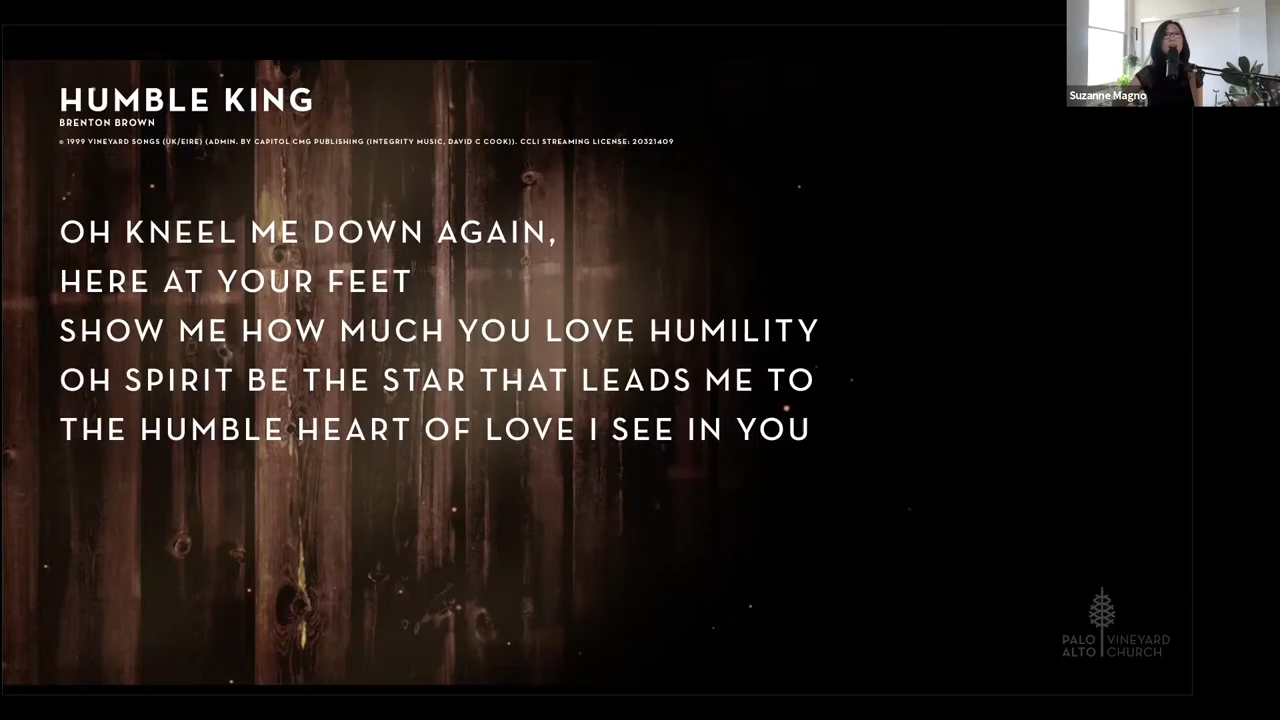 HUMBLE KING
BRENTON BROWN
© 1999 VINEYARD SONGS (UK/EIRE) (ADMIN. BY CAPITOL CMG PUBLISHING (INTEGRITY MUSIC, DAVID C COOK)). CCLI STREAMING LICENSE: 20321409
OH KNEEL ME DOWN AGAIN,
HERE AT YOUR FEET
SHOW ME HOW MUCH YOU LOVE HUMILITY
OH SPIRIT BE THE STAR THAT LEADS ME TO
THE HUMBLE HEART OF LOVE I SEE IN YOU
Suzanne Magno
PALO VINEYARD
ALTO CHURCH